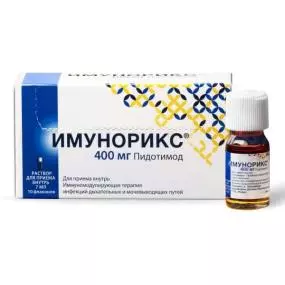 ИМУНОРИКС®
400 мг Пидотимод
Для приема внутрь
Иммуномодулирующая терапия
инфекций дыхательных и мочевыводящих путей
РАСТВОР
ДЛЯ ПРИЕМА
ВНУТРЬ
7 МЛ
10 флаконов
ИМУНОРИКС®
400 мг Пидотимод